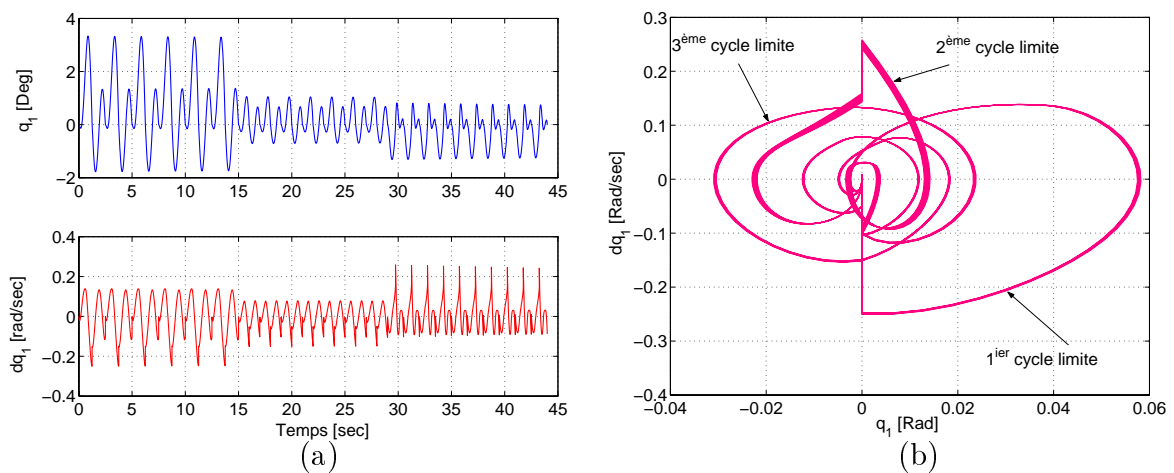 4
2
0
−2
0 5 10 15 20 25 30 35 40 45
q1 [Deg]
0.4
0.2
0
−0.2
−0.4
0 5 10 15 20 25 30 35 40 45
dq1 [rad/sec]
Temps [sec]
(a)
0.3
0.2
0.1
0
−0.1
−0.2
−0.3
−0.4
−0.04 −0.02 0 0.02 0.04 0.06
dq1 [Rad/sec]
q1 [Rad]
3ème cycle limite
2ème cycle limite
1ier cycle limite
(b)